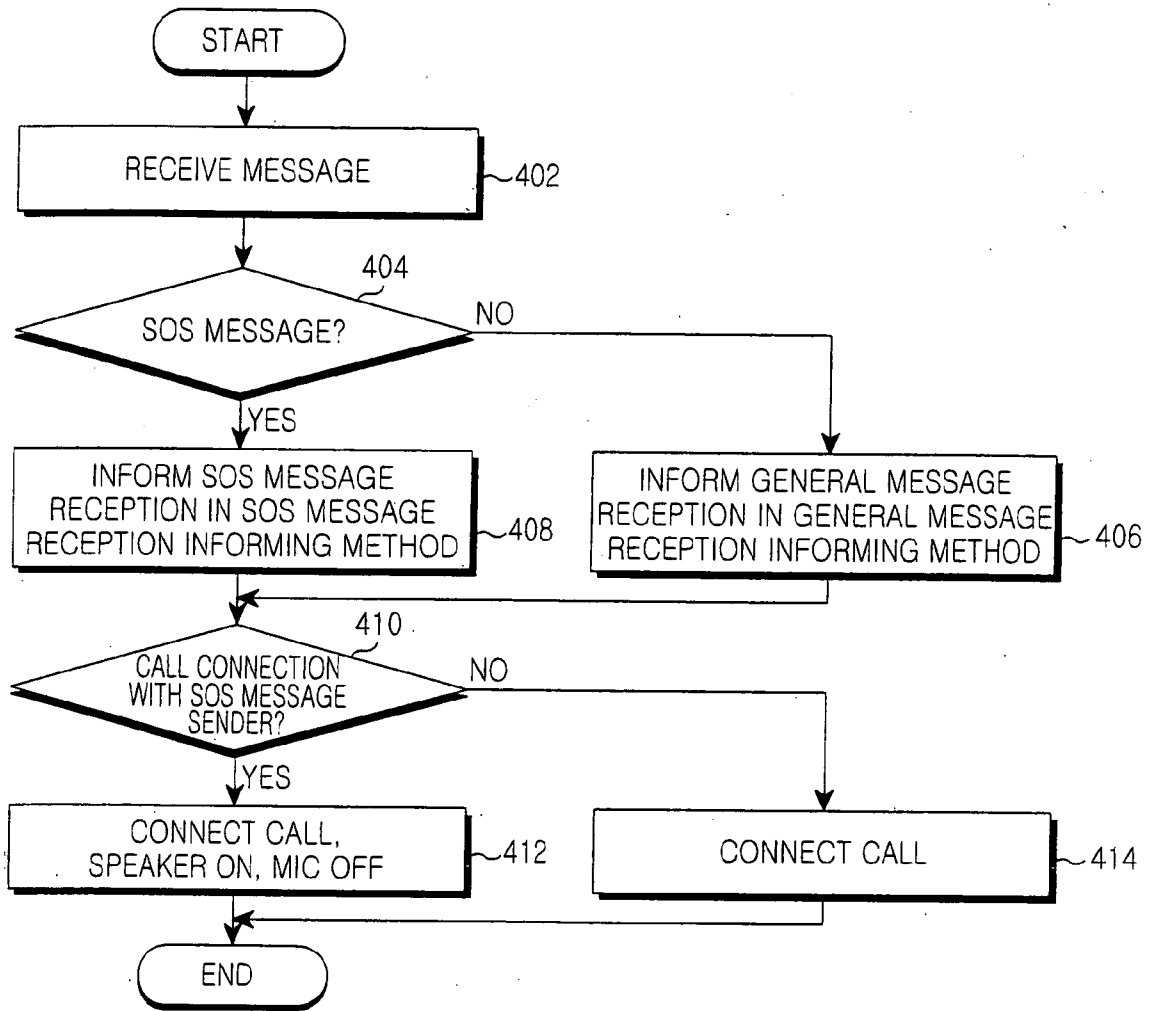 START
RECEIVE MESSAGE
402
404
SOS MESSAGE?
NO
YES
INFORM SOS MESSAGE
RECEPTION IN SOS MESSAGE
RECEPTION INFORMING METHOD
408
INFORM GENERAL MESSAGE
RECEPTION IN GENERAL MESSAGE
RECEPTION INFORMING METHOD
406
410
CALL CONNECTION
WITH SOS MESSAGE
SENDER?
NO
YES
CONNECT CALL,
SPEAKER ON, MIC OFF
412
CONNECT CALL
414
END